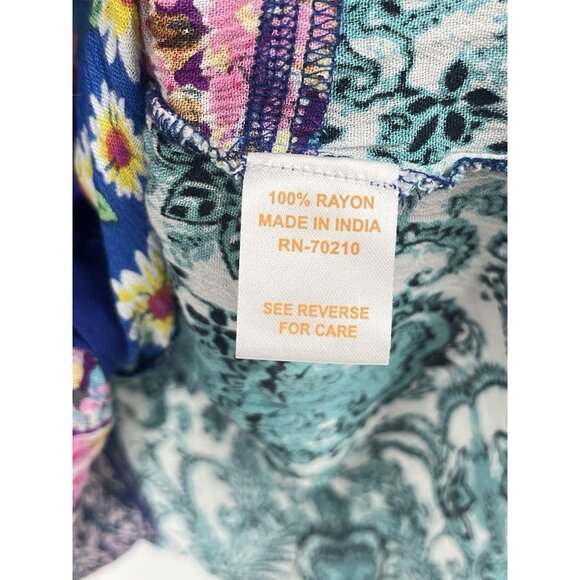 100% RAYON
MADE IN INDIA
RN-70210
SEE REVERSE
FOR CARE